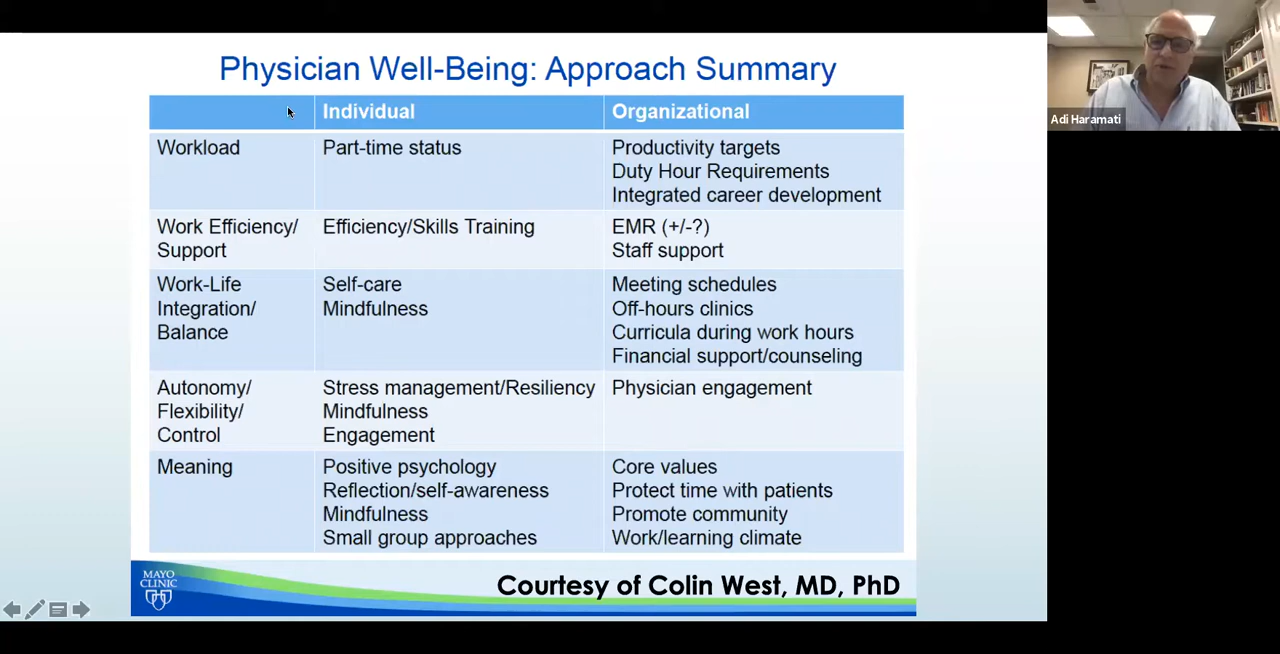 Physician Well-Being: Approach Summary
Individual
Organizational
Workload
Part-time status
Productivity targets
Duty Hour Requirements
Integrated career development
Work Efficiency/
Support
Efficiency/Skills Training
EMR (+/-?)
Staff support
Work-Life
Integration/
Balance
Self-care
Mindfulness
Meeting schedules
Off-hours clinics
Curricula during work hours
Financial support/counseling
Autonomy/
Flexibility/
Control
Stress management/Resiliency
Mindfulness
Engagement
Physician engagement
Meaning
Positive psychology
Reflection/self-awareness
Mindfulness
Small group approaches
Core values
Protect time with patients
Promote community
Work/learning climate
MAYO
CLINIC
Courtesy of Colin West, MD, PhD
Adi Haramati